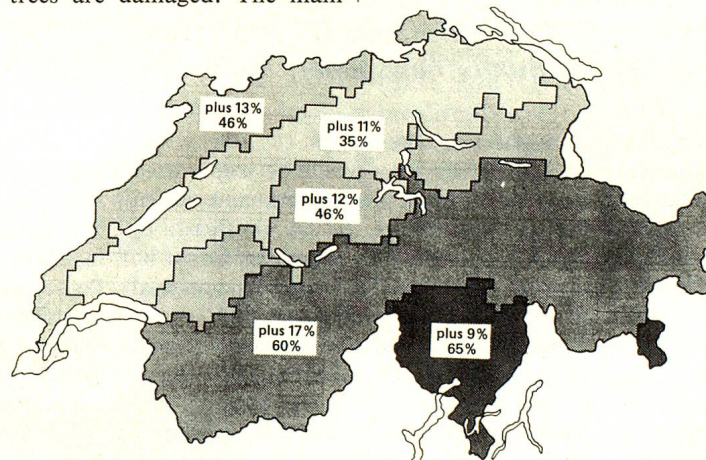 trees are damaged. The main
plus 13%
46%
plus 11%
35%
plus 12%
46%
plus 17%
60%
plus 9%
65%